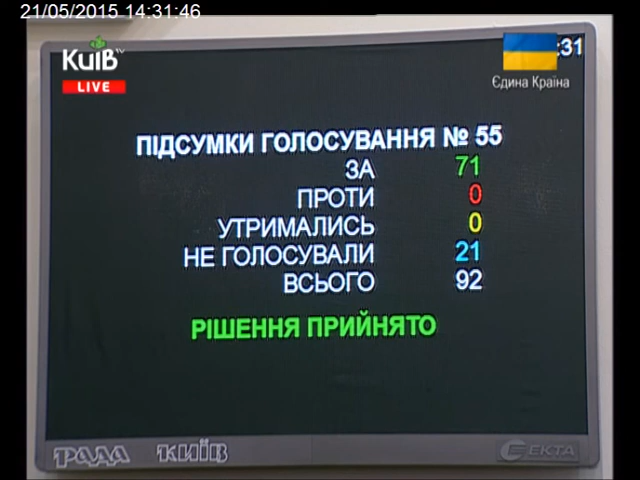 21/05/2015 14:31:46
КиїВ TV
LIVE
:31
Єдина Країна
ПІДСУМКИ ГОЛОСУВАННЯ № 55
ЗА 71
ПРОТИ 0
УТРИМАЛИСЬ 0
НЕ ГОЛОСУВАЛИ 21
ВСЬОГО 92
РІШЕННЯ ПРИЙНЯТО
РАДА КИЇВ
ЕКТА